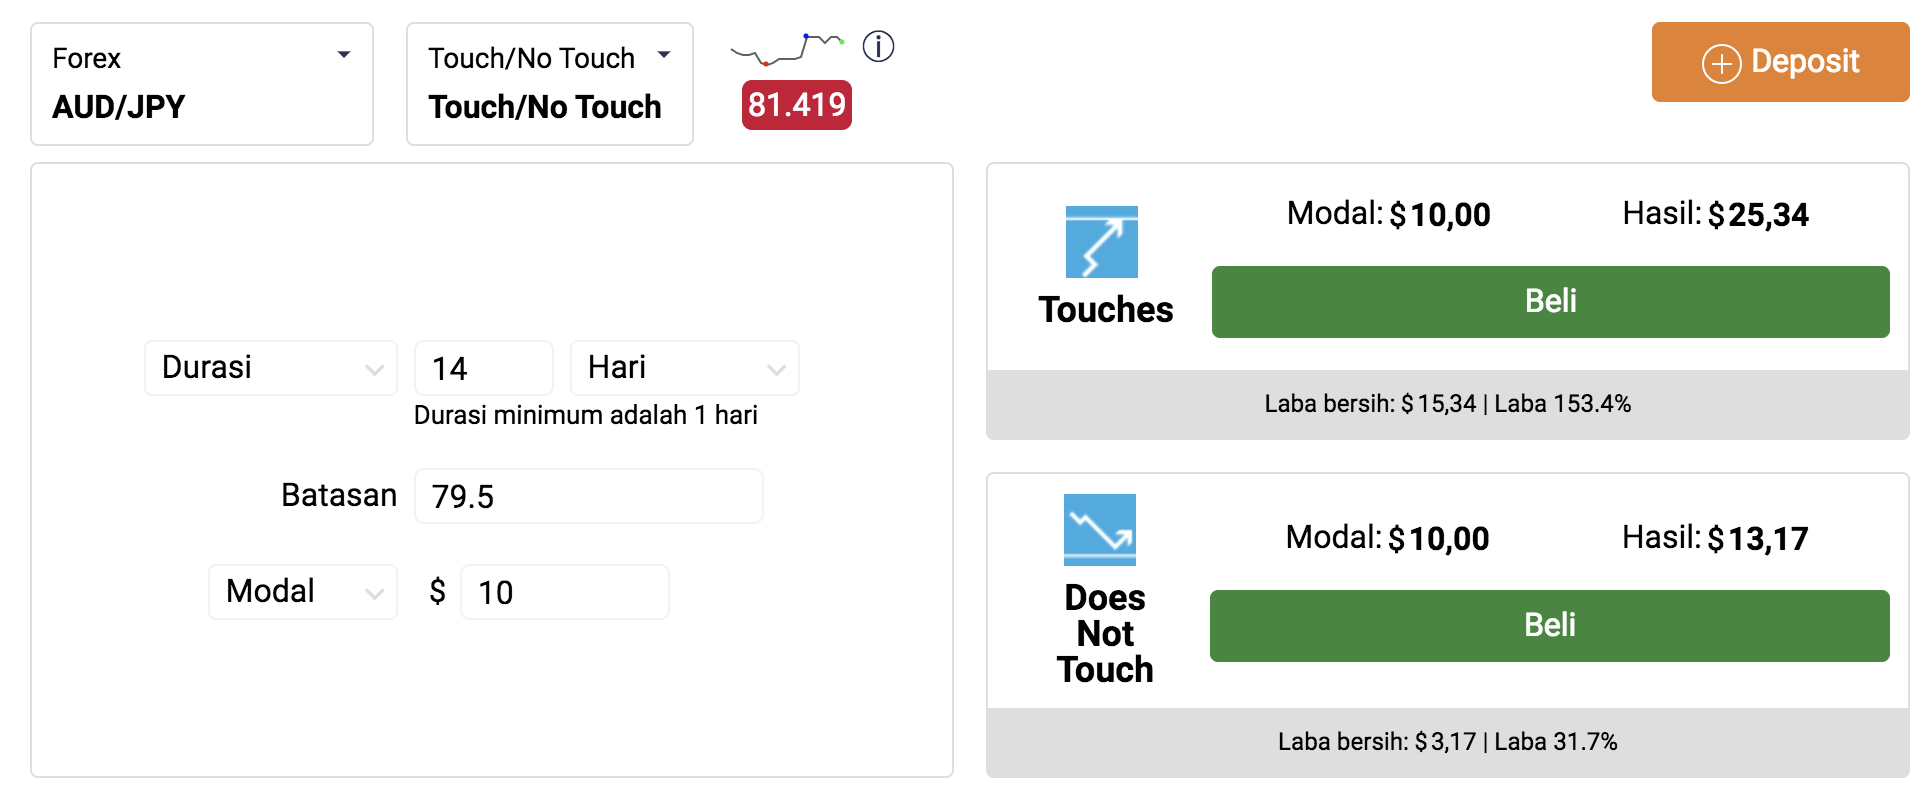 Forex
AUD/JPY
Touch/No Touch
Touch/No Touch
81.419
Deposit
Durasi
14
Hari
Durasi minimum adalah 1 hari
Batasan
79.5
Modal
$
10
Modal: $10,00
Hasil: $25,34
Touches
Beli
Laba bersih: $15,34 | Laba 153.4%
Modal: $10,00
Hasil: $13,17
Does
Not
Touch
Beli
Laba bersih: $3,17 | Laba 31.7%